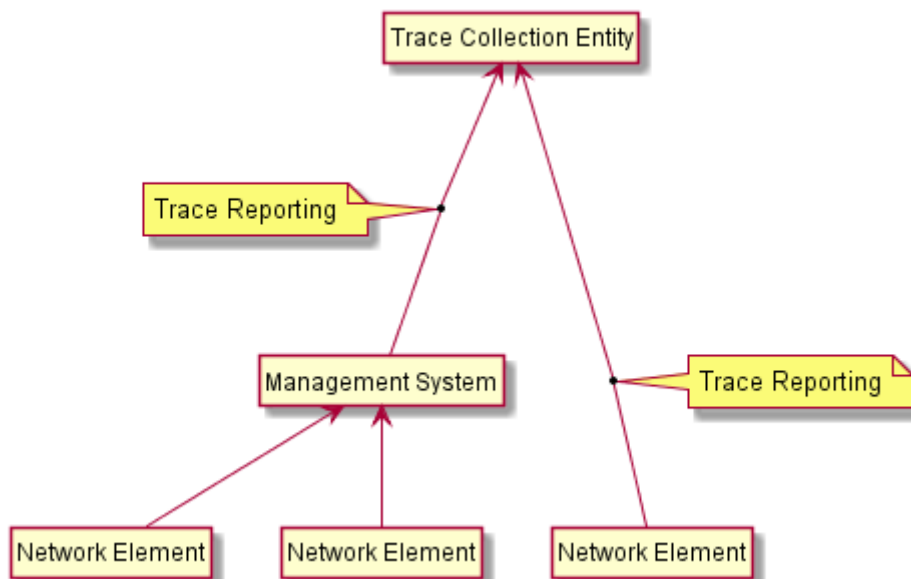 Trace Collection Entity
Trace Reporting
Management System
Trace Reporting
Network Element
Network Element
Network Element